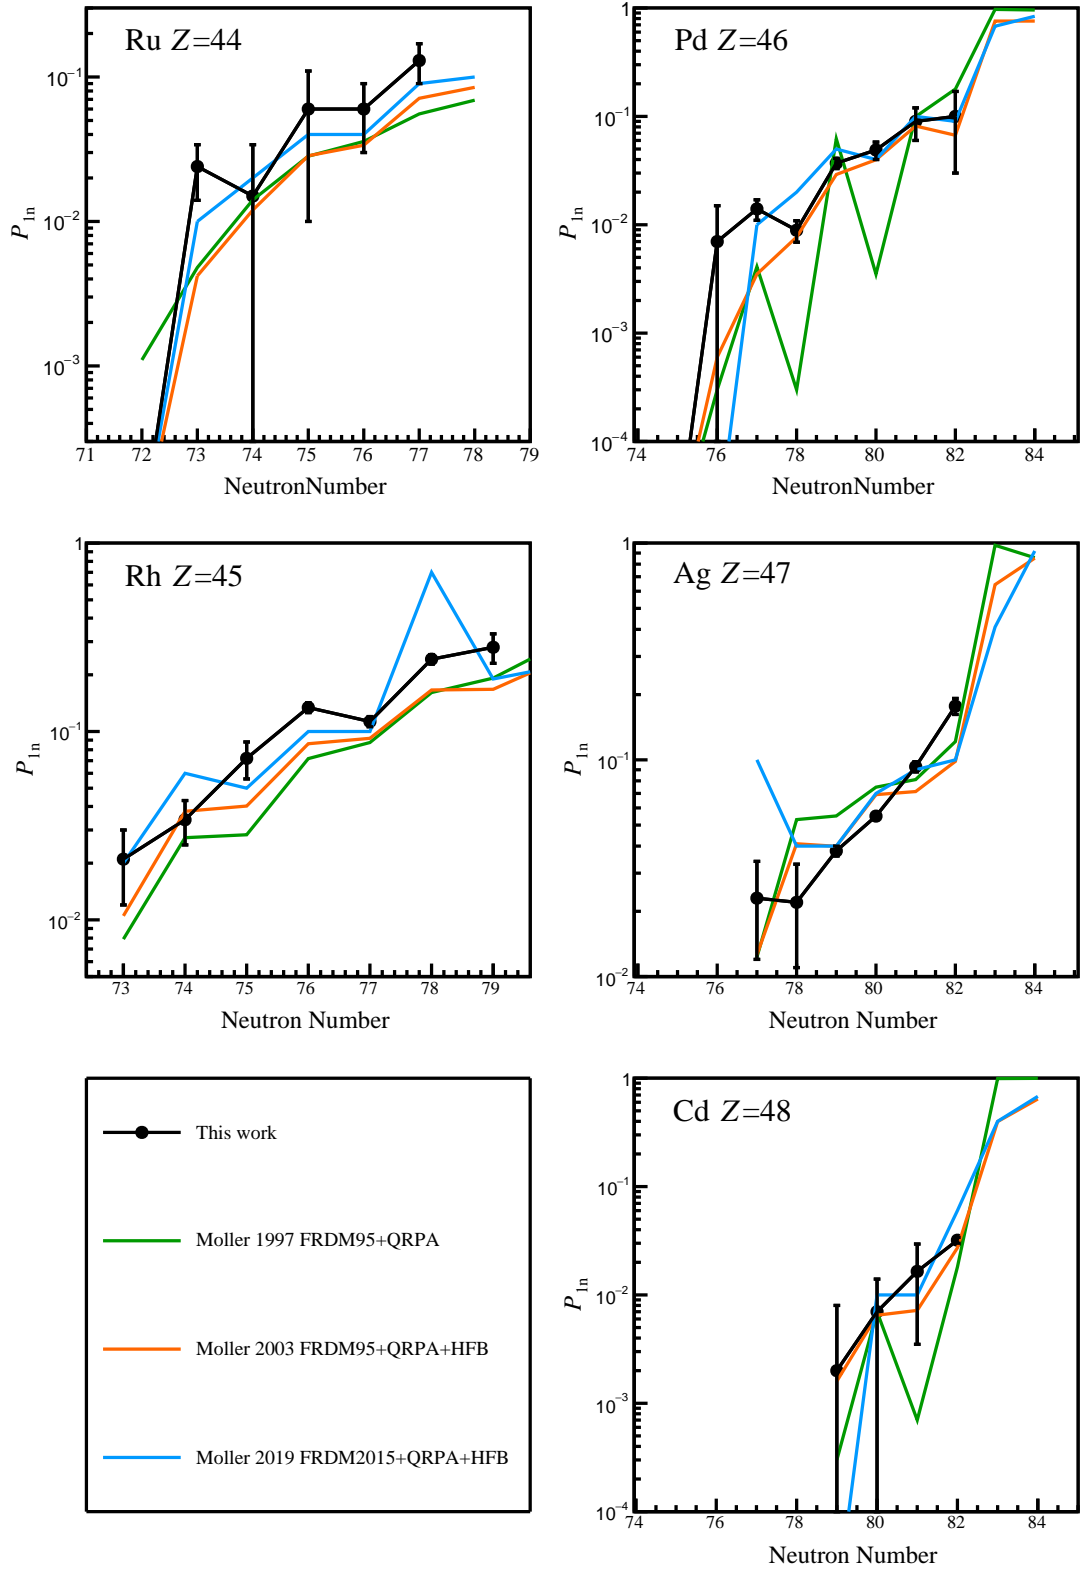 Ru Z=44
10⁻¹
10⁻²
10⁻³
P₁ₙ
71 72 73 74 75 76 77 78 79
NeutronNumber
Pd Z=46
1
10⁻¹
10⁻²
10⁻³
10⁻⁴
P₁ₙ
74 76 78 80 82 84
NeutronNumber
Rh Z=45
1
10⁻¹
10⁻²
P₁ₙ
73 74 75 76 77 78 79
Neutron Number
Ag Z=47
1
10⁻¹
10⁻²
P₁ₙ
74 76 78 80 82 84
Neutron Number
This work
Moller 1997 FRDM95+QRPA
Moller 2003 FRDM95+QRPA+HFB
Moller 2019 FRDM2015+QRPA+HFB
Cd Z=48
1
10⁻¹
10⁻²
10⁻³
10⁻⁴
P₁ₙ
74 76 78 80 82 84
Neutron Number